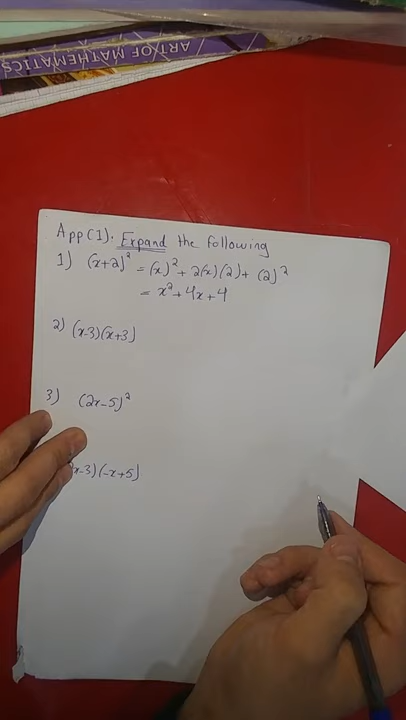 ART OF MATHEMATICS
App(1). Expand the following
1) (x+2)² = (x)² + 2(x)(2) + (2)²
= x² + 4x + 4
2) (x-3)(x+3)
3) (2x-5)²
x-3)(-x+5)